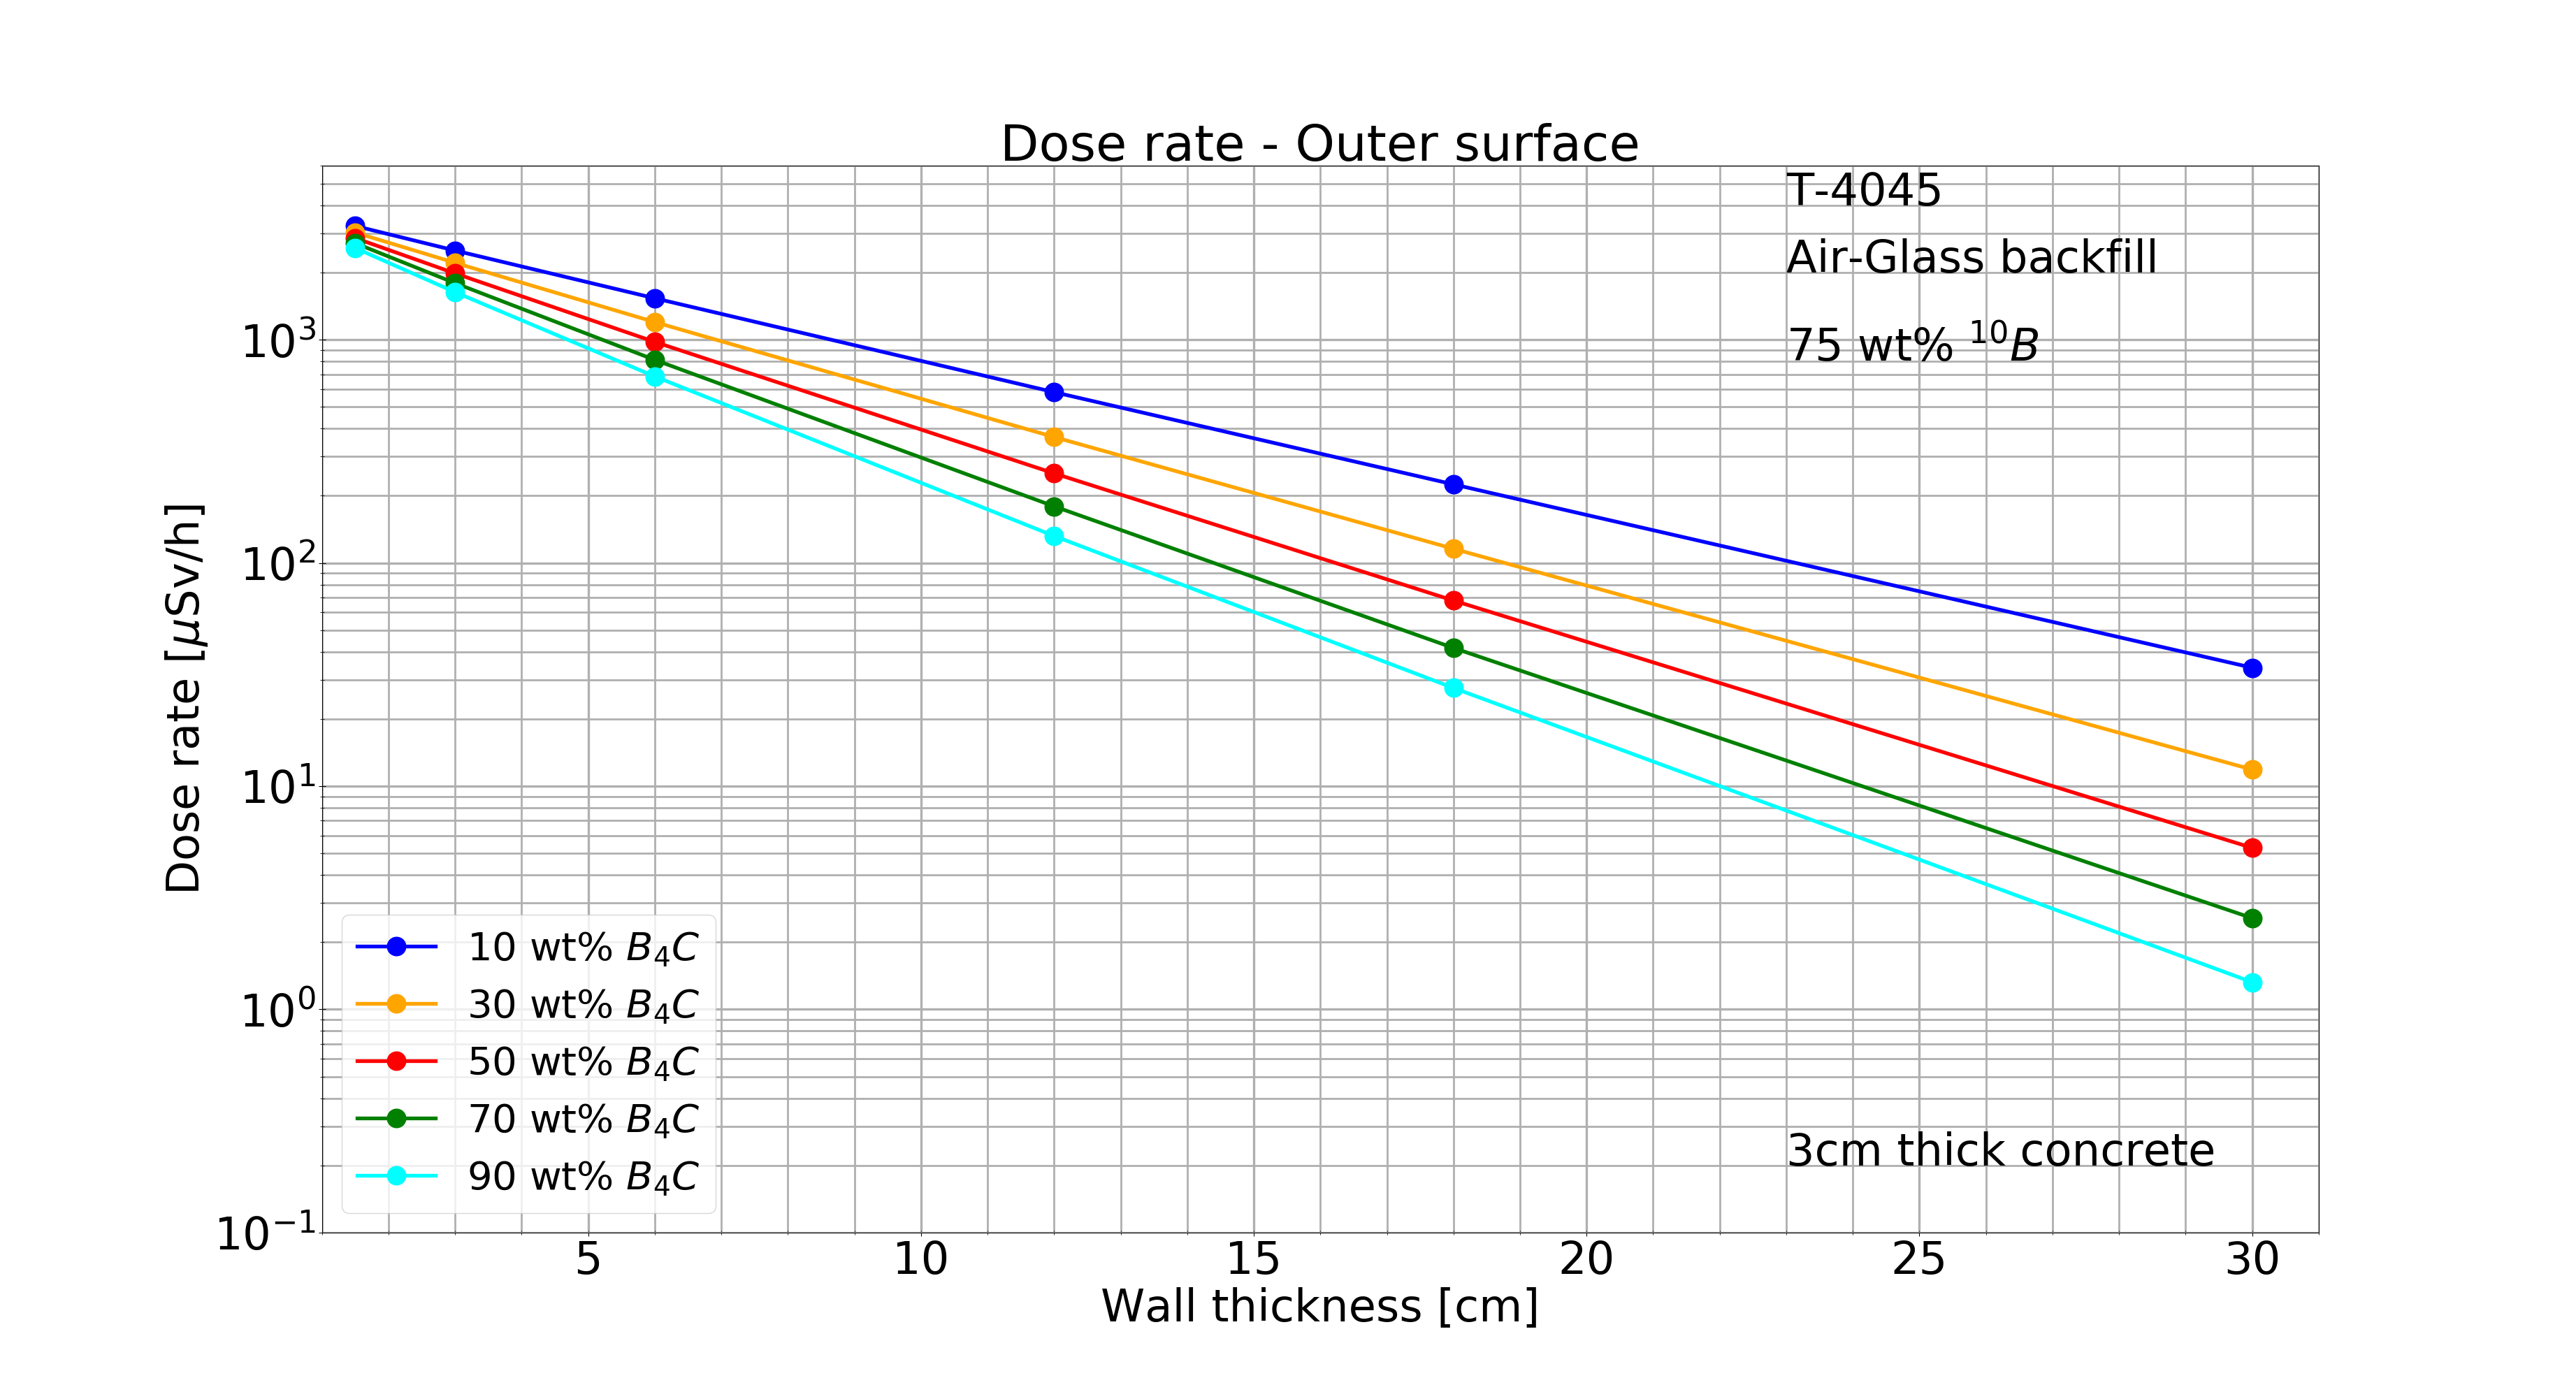 Dose rate - Outer surface
T-4045
Air-Glass backfill
75 wt% ¹⁰B
Dose rate [μSv/h]
10³
10²
10¹
10⁰
10⁻¹
10 wt% B₄C
30 wt% B₄C
50 wt% B₄C
70 wt% B₄C
90 wt% B₄C
3cm thick concrete
5 10 15 20 25 30
Wall thickness [cm]